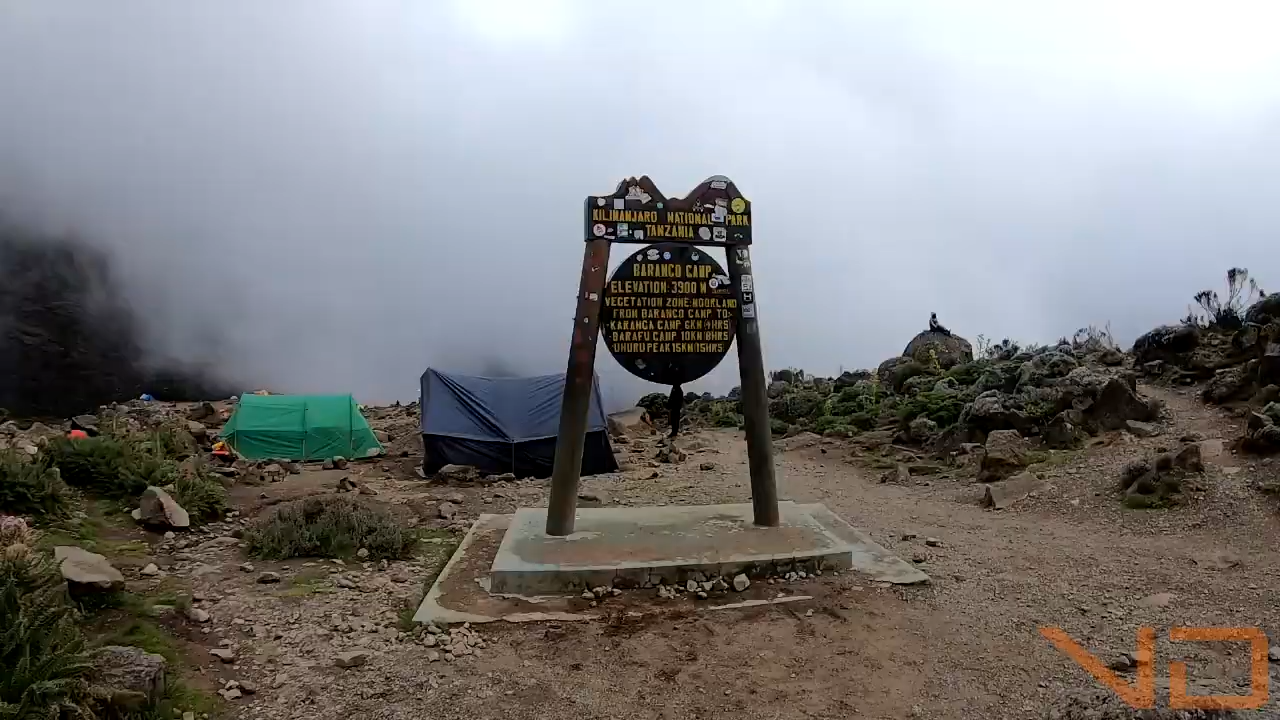 KILIMANJARO NATIONAL PARK
TANZANIA
BARANCO CAMP
ELEVATION: 3900 M
VEGETATION ZONE: MOORLAND
FROM BARANCO CAMP TO
KARANGA CAMP 6KM 4HRS
BARAFU CAMP 10KM 8HRS
UHURU PEAK 15KM 15HRS
VD